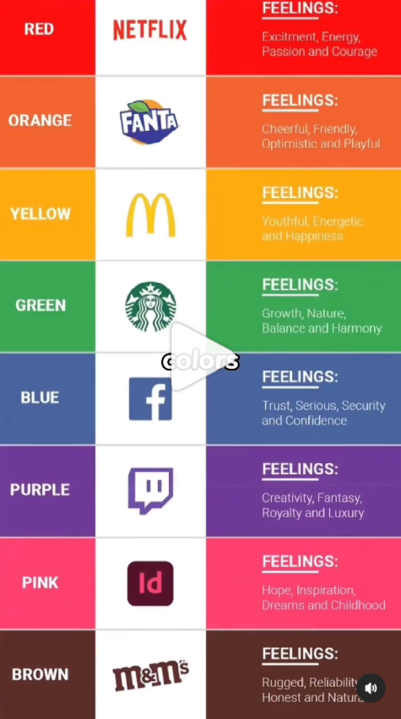 RED
NETFLIX
FEELINGS:
Excitment, Energy,
Passion and Courage
ORANGE
FANTA
FEELINGS:
Cheerful, Friendly,
Optimistic and Playful
YELLOW
FEELINGS:
Youthful, Energetic
and Happiness
GREEN
FEELINGS:
Growth, Nature,
Balance and Harmony
colors
BLUE
f
FEELINGS:
Trust, Serious, Security
and Confidence
PURPLE
FEELINGS:
Creativity, Fantasy,
Royalty and Luxury
PINK
Id
FEELINGS:
Hope, Inspiration,
Dreams and Childhood
BROWN
m&m's
FEELINGS:
Rugged, Reliability
Honest and